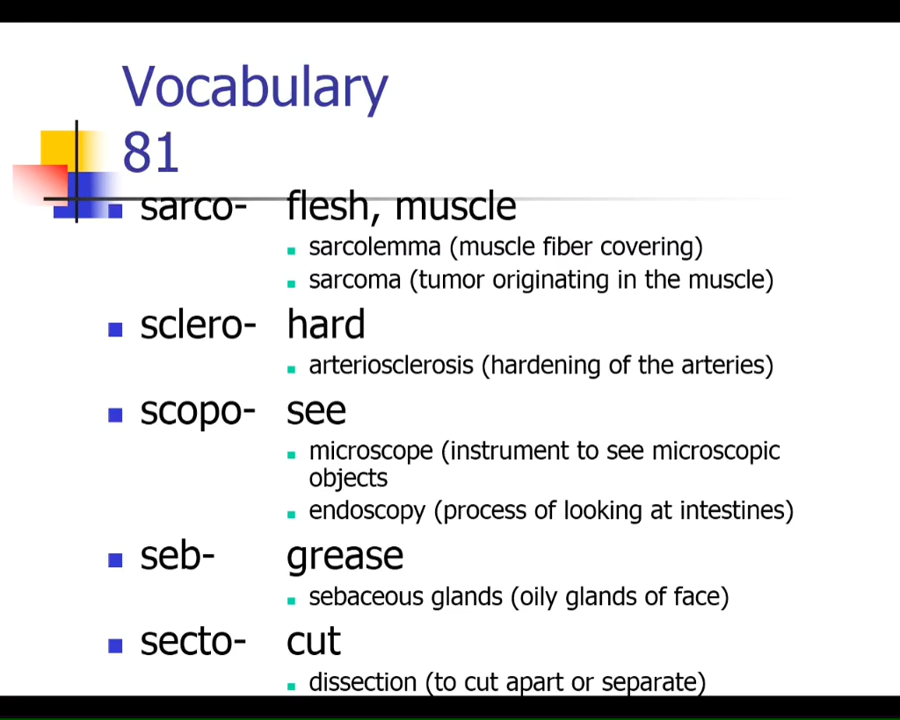 Vocabulary
81
sarco- flesh, muscle
sarcolemma (muscle fiber covering)
sarcoma (tumor originating in the muscle)
sclero- hard
arteriosclerosis (hardening of the arteries)
scopo- see
microscope (instrument to see microscopic
objects
endoscopy (process of looking at intestines)
seb- grease
sebaceous glands (oily glands of face)
secto- cut
dissection (to cut apart or separate)